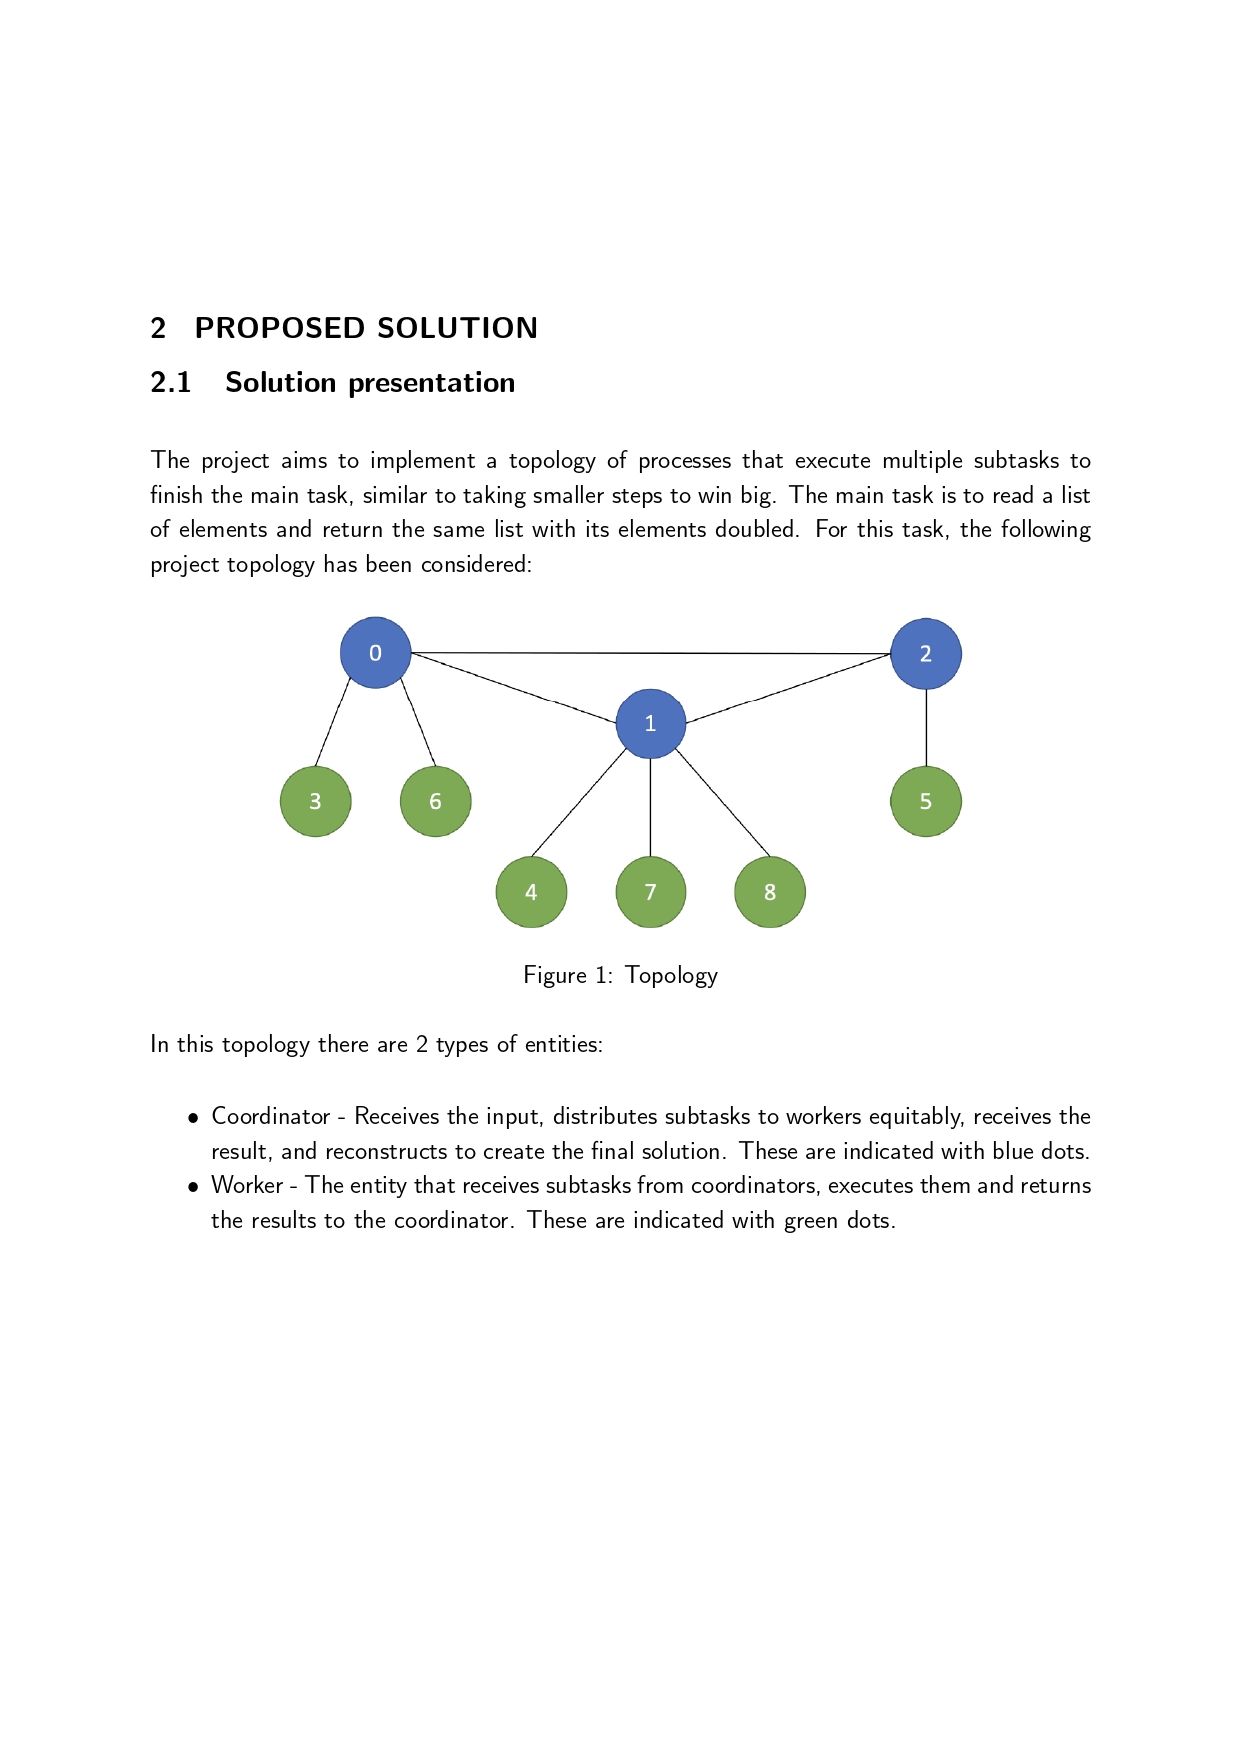 2 PROPOSED SOLUTION
2.1 Solution presentation
The project aims to implement a topology of processes that execute multiple subtasks to
finish the main task, similar to taking smaller steps to win big. The main task is to read a list
of elements and return the same list with its elements doubled. For this task, the following
project topology has been considered:
0
2
1
3
6
5
4
7
8
Figure 1: Topology
In this topology there are 2 types of entities:
• Coordinator - Receives the input, distributes subtasks to workers equitably, receives the
result, and reconstructs to create the final solution. These are indicated with blue dots.
• Worker - The entity that receives subtasks from coordinators, executes them and returns
the results to the coordinator. These are indicated with green dots.